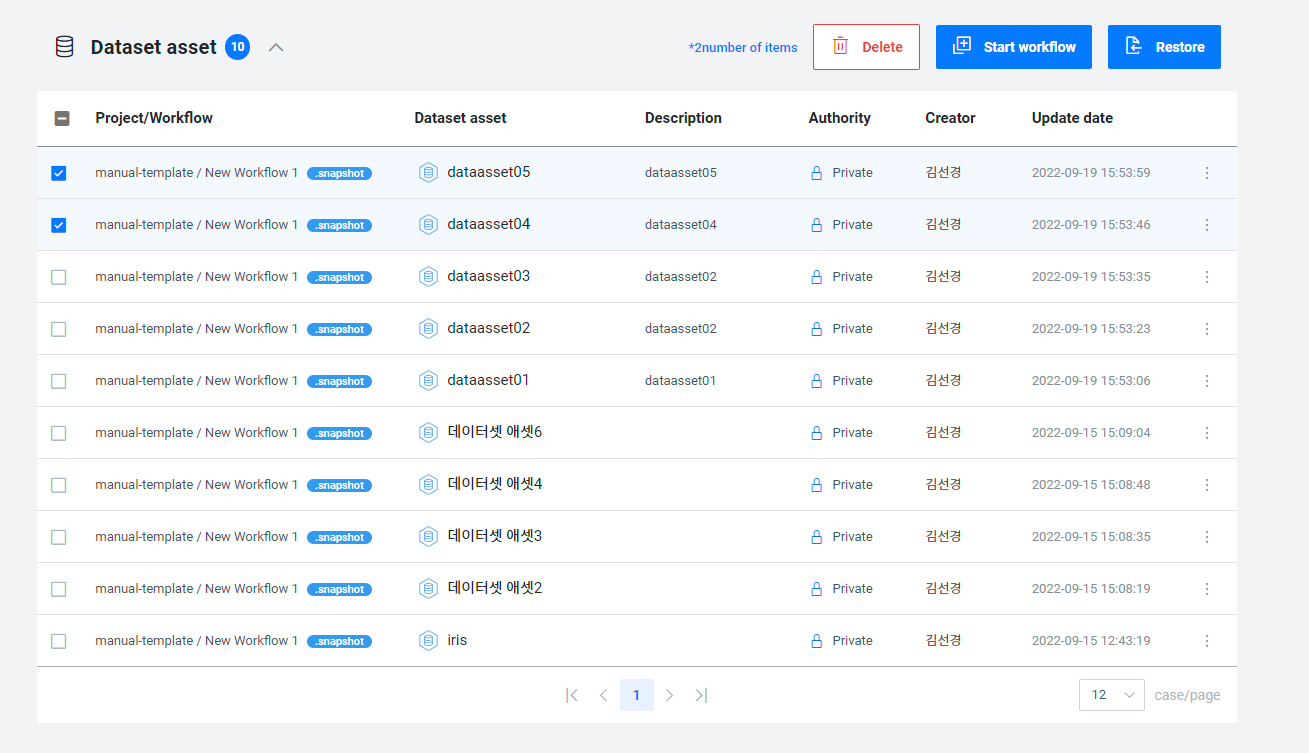 Dataset asset 10 *2number of items Delete Start workflow Restore
Project/Workflow Dataset asset Description Authority Creator Update date
manual-template / New Workflow 1 .snapshot dataasset05 dataasset05 Private 김선경 2022-09-19 15:53:59
manual-template / New Workflow 1 .snapshot dataasset04 dataasset04 Private 김선경 2022-09-19 15:53:46
manual-template / New Workflow 1 .snapshot dataasset03 dataasset02 Private 김선경 2022-09-19 15:53:35
manual-template / New Workflow 1 .snapshot dataasset02 dataasset02 Private 김선경 2022-09-19 15:53:23
manual-template / New Workflow 1 .snapshot dataasset01 dataasset01 Private 김선경 2022-09-19 15:53:06
manual-template / New Workflow 1 .snapshot 데이터셋 애셋6 Private 김선경 2022-09-15 15:09:04
manual-template / New Workflow 1 .snapshot 데이터셋 애셋4 Private 김선경 2022-09-15 15:08:48
manual-template / New Workflow 1 .snapshot 데이터셋 애셋3 Private 김선경 2022-09-15 15:08:35
manual-template / New Workflow 1 .snapshot 데이터셋 애셋2 Private 김선경 2022-09-15 15:08:19
manual-template / New Workflow 1 .snapshot iris Private 김선경 2022-09-15 12:43:19
1 12 case/page